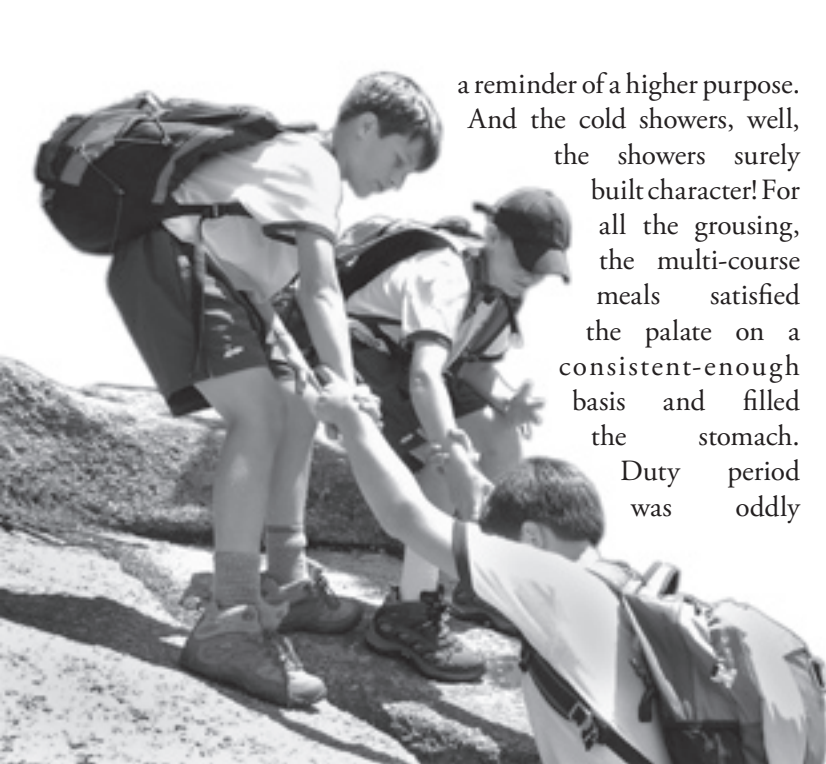 a reminder of a higher purpose.
And the cold showers, well,
the showers surely
built character! For
all the grousing,
the multi-course
meals satisfied
the palate on a
consistent-enough
basis and filled
the stomach.
Duty period
was oddly